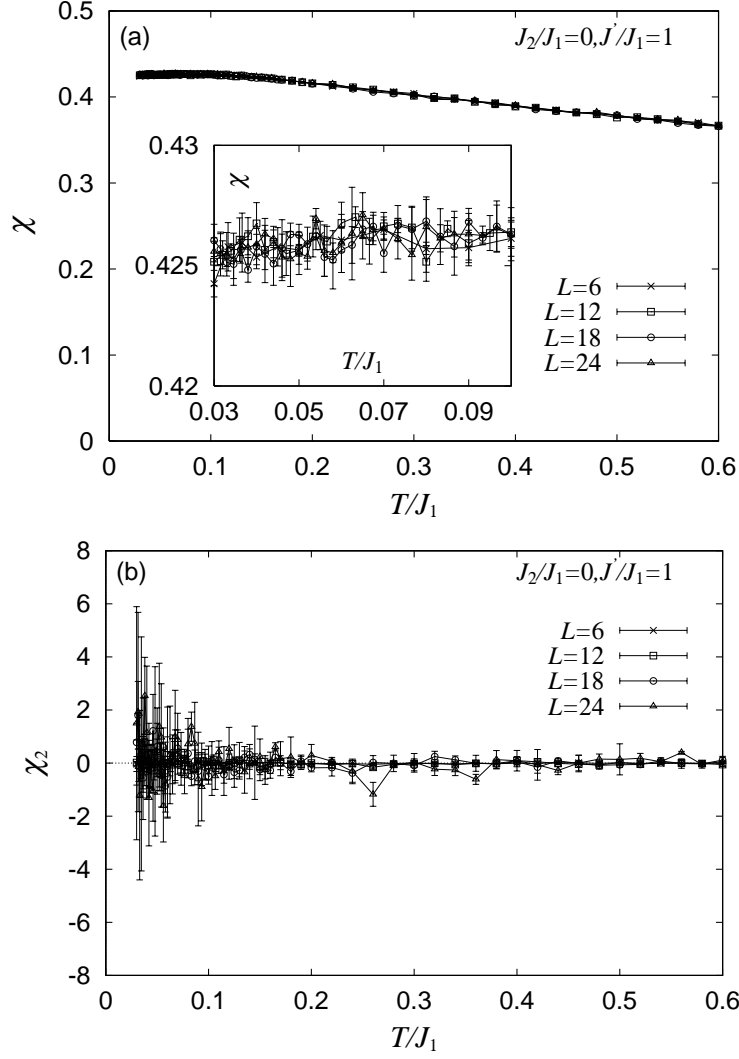 (a)
J2/J1=0,J'/J1=1
0.5
0.4
0.3
0.2
0.1
0
χ
0.43
0.425
0.42
χ
T/J1
0.03 0.05 0.07 0.09
L=6
L=12
L=18
L=24
0 0.1 0.2 0.3 0.4 0.5 0.6
T/J1
(b)
J2/J1=0,J'/J1=1
8
6
4
2
0
-2
-4
-6
-8
χ2
L=6
L=12
L=18
L=24
0 0.1 0.2 0.3 0.4 0.5 0.6
T/J1